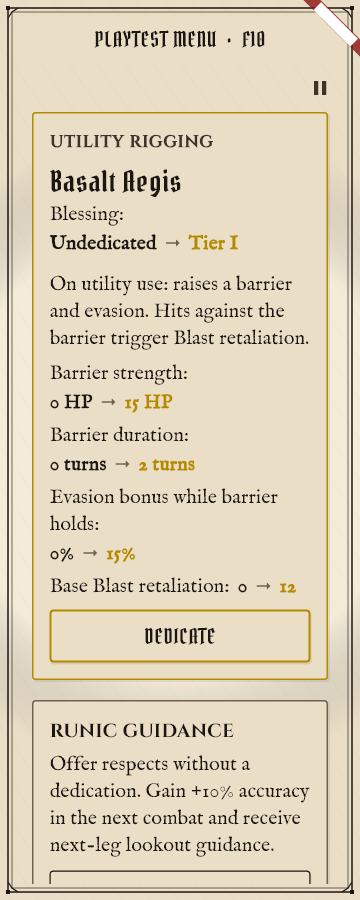 PLAYTEST MENU · F10
UTILITY RIGGING
Basalt Aegis
Blessing:
Undedicated → Tier I
On utility use: raises a barrier
and evasion. Hits against the
barrier trigger Blast retaliation.
Barrier strength:
0 HP → 15 HP
Barrier duration:
0 turns → 2 turns
Evasion bonus while barrier
holds:
0% → 15%
Base Blast retaliation: 0 → 12
DEDICATE
RUNIC GUIDANCE
Offer respects without a
dedication. Gain +10% accuracy
in the next combat and receive
next-leg lookout guidance.